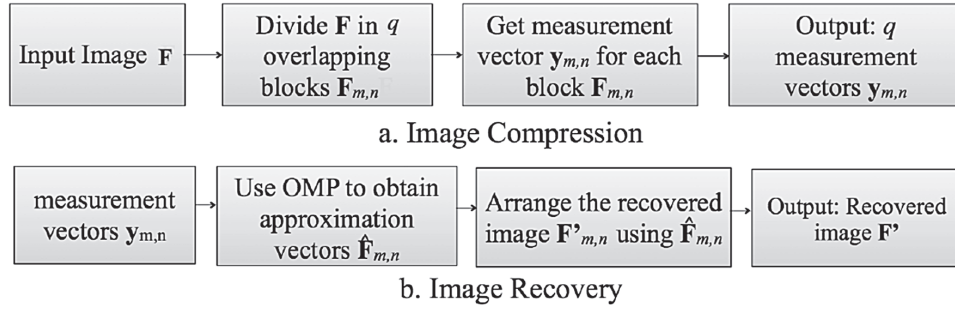 Input Image F
Divide F in q
overlapping
blocks Fm,n
Get measurement
vector ym,n for each
block Fm,n
Output: q
measurement
vectors ym,n
a. Image Compression
measurement
vectors ym,n
Use OMP to obtain
approximation
vectors F̂m,n
Arrange the recovered
image F'm,n using F̂m,n
Output: Recovered
image F'
b. Image Recovery